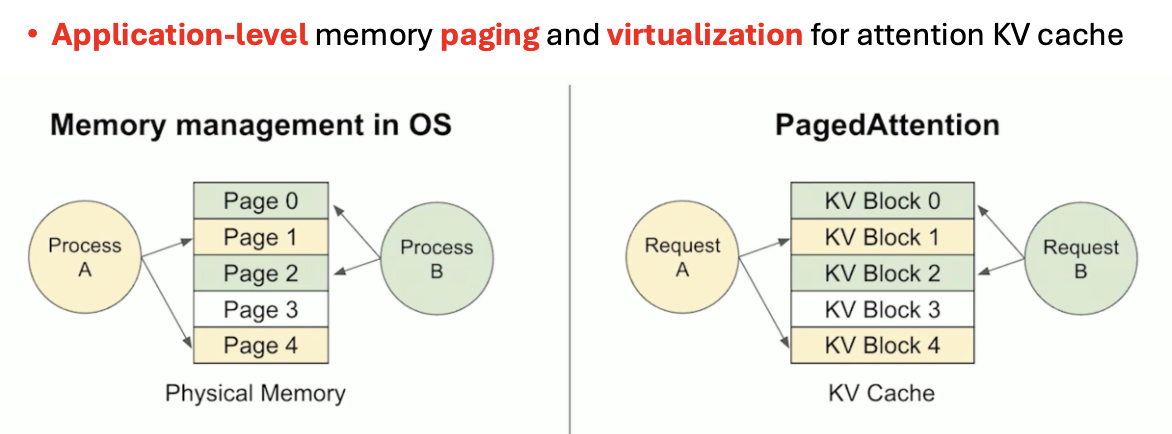 • Application-level memory paging and virtualization for attention KV cache
Memory management in OS
Process
A
Page 0
Page 1
Page 2
Page 3
Page 4
Process
B
Physical Memory
PagedAttention
Request
A
KV Block 0
KV Block 1
KV Block 2
KV Block 3
KV Block 4
Request
B
KV Cache